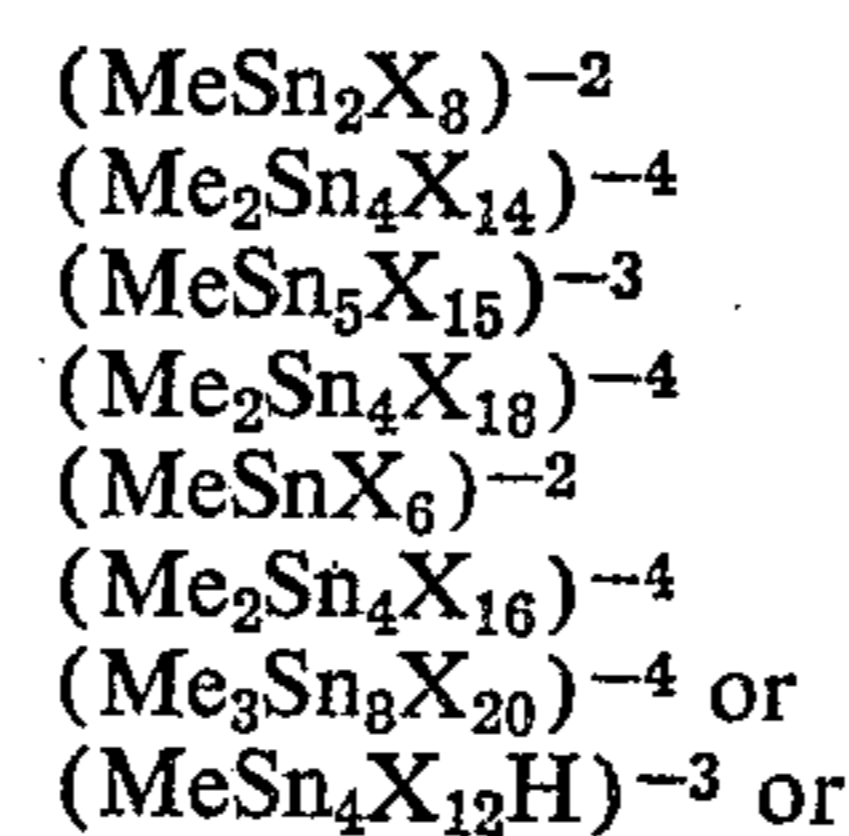 (MeSn₂X₈)⁻²
(Me₂Sn₄X₁₄)⁻⁴
(MeSn₅X₁₅)⁻³
(Me₂Sn₄X₁₈)⁻⁴
(MeSnX₆)⁻²
(Me₂Sn₄X₁₆)⁻⁴
(Me₃Sn₈X₂₀)⁻⁴ or
(MeSn₄X₁₂H)⁻³ or